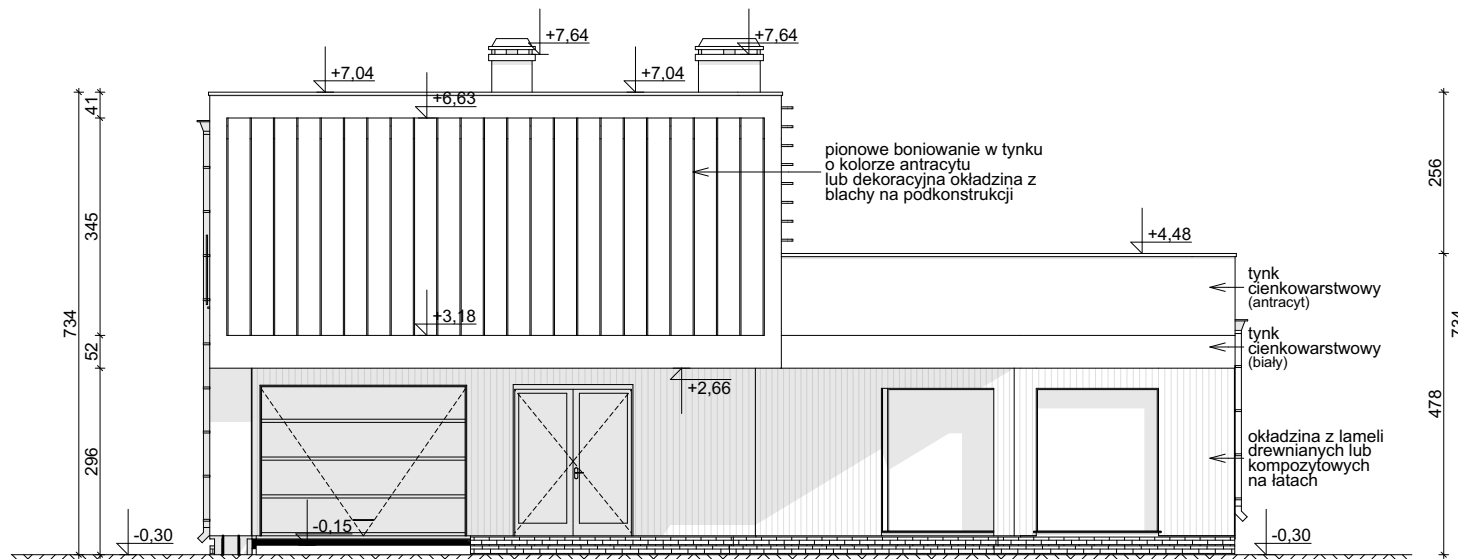 +7,64
+7,64
+7,04
+7,04
+6,63
41
345
734
52
296
256
734
478
pionowe boniowanie w tynku
o kolorze antracytu
lub dekoracyjna okładzina z
blachy na podkonstrukcji
+4,48
tynk
cienkowarstwowy
(antracyt)
+3,18
tynk
cienkowarstwowy
(biały)
+2,66
okładzina z lameli
drewnianych lub
kompozytowych
na łatach
-0,30
-0,15
-0,30